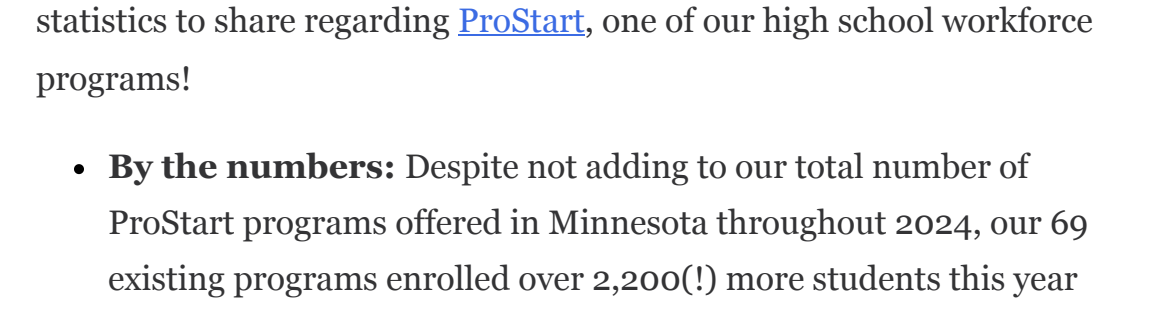 statistics to share regarding ProStart, one of our high school workforce
programs!
• By the numbers: Despite not adding to our total number of
ProStart programs offered in Minnesota throughout 2024, our 69
existing programs enrolled over 2,200(!) more students this year